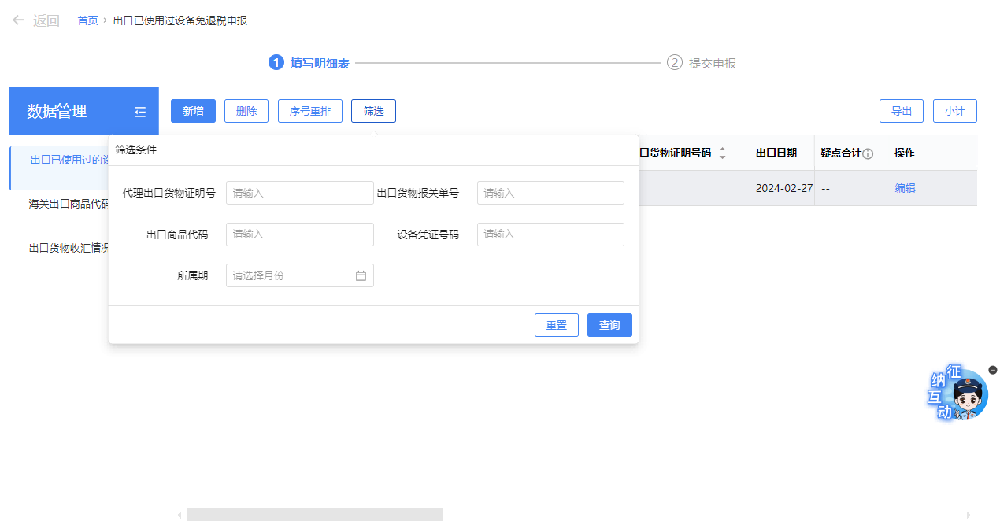 返回 首页 › 出口已使用过设备免退税申报
1 填写明细表 2 提交申报
数据管理
新增 删除 序号重排 筛选 导出 小计
筛选条件
出口已使用过的
海关出口商品代码
出口货物收汇情况
代理出口货物证明号 请输入 出口货物报关单号 请输入
出口商品代码 请输入 设备凭证号码 请输入
所属期 请选择月份
重置 查询
口货物证明号码 出口日期 疑点合计 操作
2024-02-27 -- 编辑
征
纳
互
动